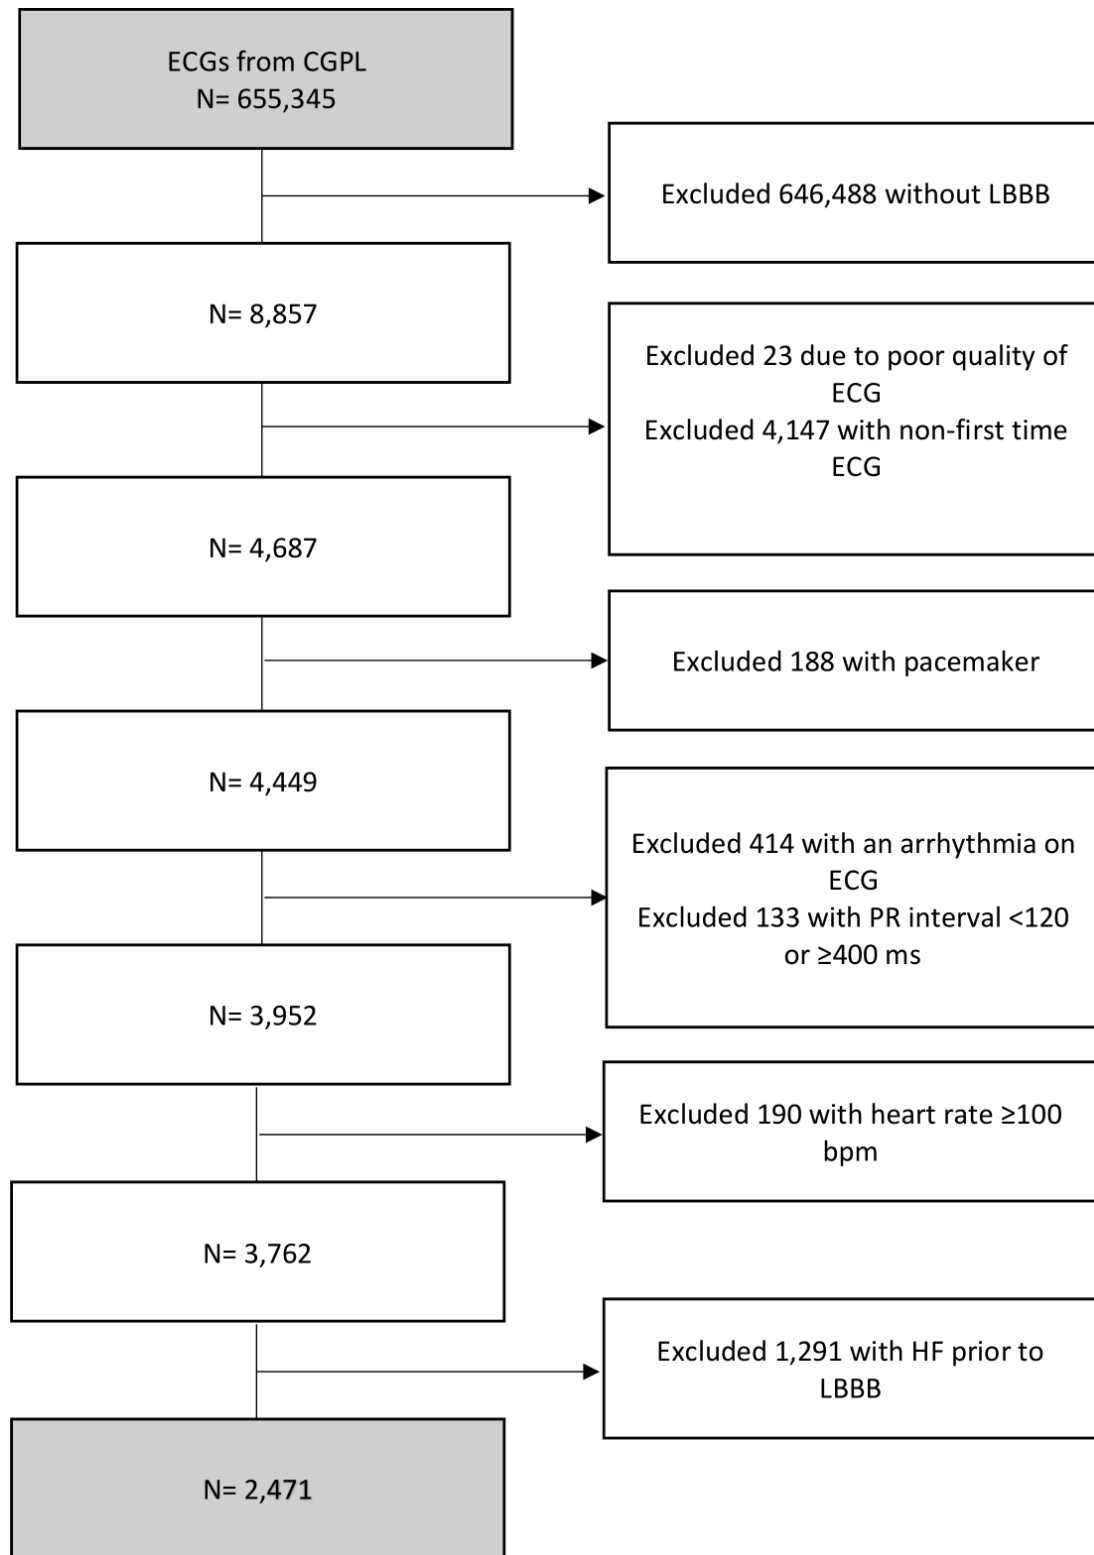 ECGs from CGPL
N= 655,345
Excluded 646,488 without LBBB
N= 8,857
Excluded 23 due to poor quality of
ECG
Excluded 4,147 with non-first time
ECG
N= 4,687
Excluded 188 with pacemaker
N= 4,449
Excluded 414 with an arrhythmia on
ECG
Excluded 133 with PR interval <120
or ≥400 ms
N= 3,952
Excluded 190 with heart rate ≥100
bpm
N= 3,762
Excluded 1,291 with HF prior to
LBBB
N= 2,471